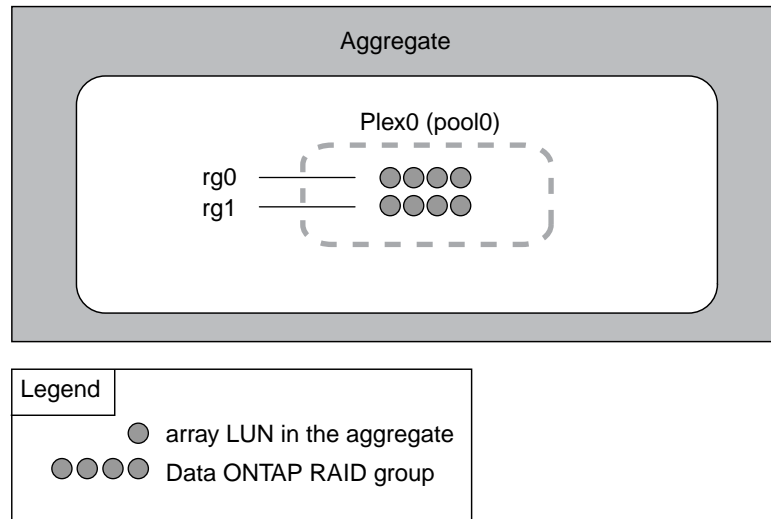 Aggregate
Plex0 (pool0)
rg0
rg1
Legend
array LUN in the aggregate
Data ONTAP RAID group